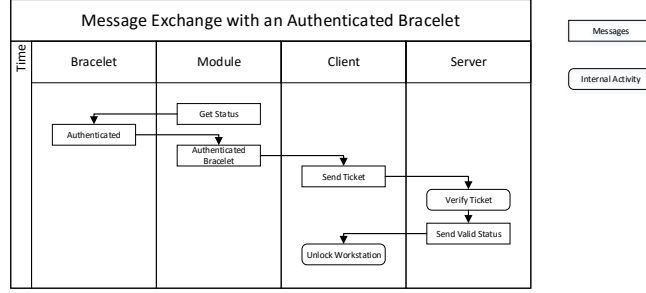 Message Exchange with an Authenticated Bracelet
Time
Bracelet
Module
Client
Server
Get Status
Authenticated
Authenticated
Bracelet
Send Ticket
Verify Ticket
Send Valid Status
Unlock Workstation
Messages
Internal Activity